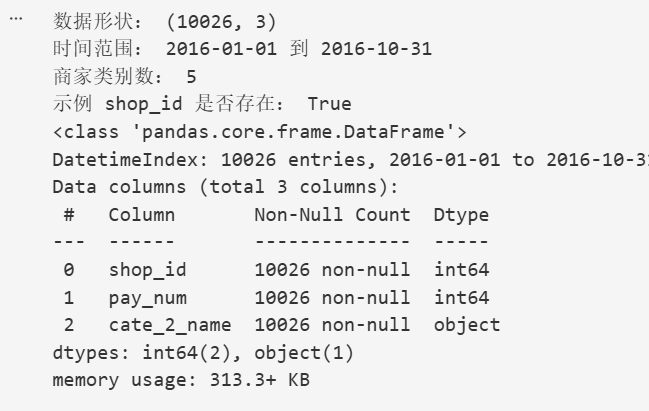 ...
数据形状： (10026, 3)
时间范围： 2016-01-01 到 2016-10-31
商家类别数： 5
示例 shop_id 是否存在： True
<class 'pandas.core.frame.DataFrame'>
DatetimeIndex: 10026 entries, 2016-01-01 to 2016-10-31
Data columns (total 3 columns):
 #   Column       Non-Null Count  Dtype
---  ------       --------------  -----
 0   shop_id      10026 non-null  int64
 1   pay_num      10026 non-null  int64
 2   cate_2_name  10026 non-null  object
dtypes: int64(2), object(1)
memory usage: 313.3+ KB